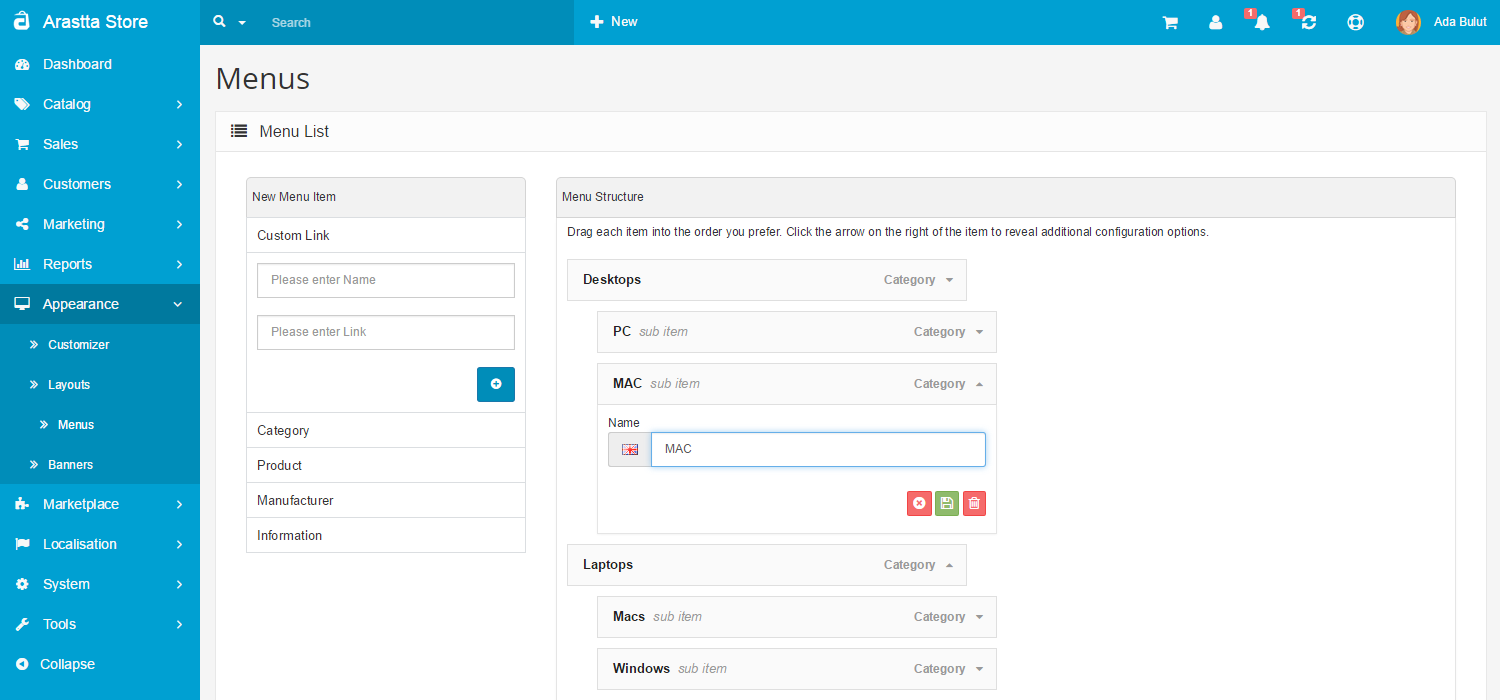 Arastta Store
Search
New
1
1
Ada Bulut
Dashboard
Catalog
Sales
Customers
Marketing
Reports
Appearance
Customizer
Layouts
Menus
Banners
Marketplace
Localisation
System
Tools
Collapse
Menus
Menu List
New Menu Item
Custom Link
Please enter Name
Please enter Link
Category
Product
Manufacturer
Information
Menu Structure
Drag each item into the order you prefer. Click the arrow on the right of the item to reveal additional configuration options.
Desktops Category
PC sub item Category
MAC sub item Category
Name
MAC
Laptops Category
Macs sub item Category
Windows sub item Category